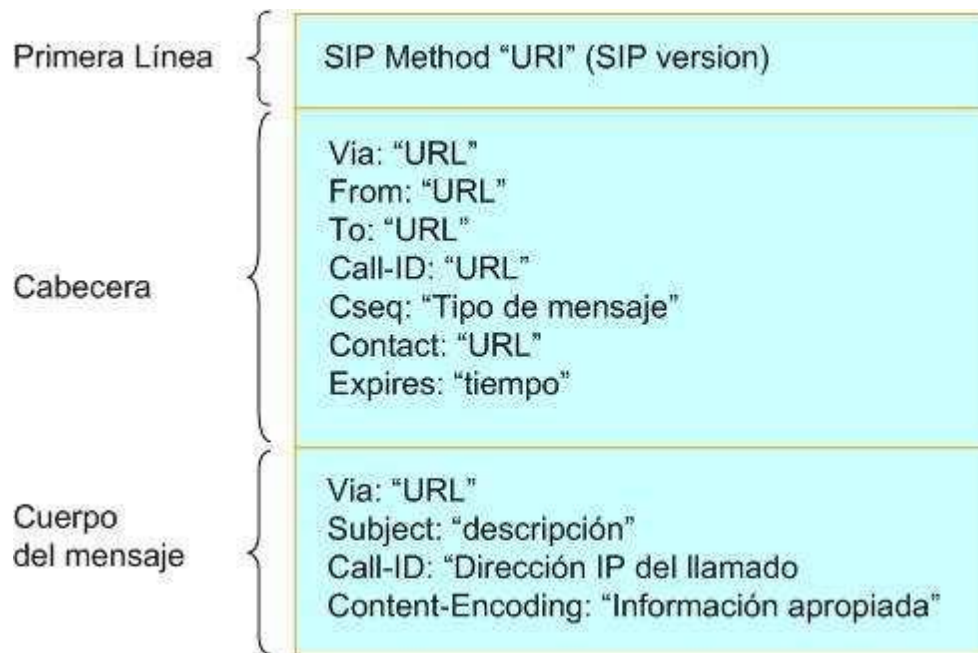 Primera Línea
SIP Method “URI” (SIP version)
Cabecera
Via: “URL”
From: “URL”
To: “URL”
Call-ID: “URL”
Cseq: “Tipo de mensaje”
Contact: “URL”
Expires: “tiempo”
Cuerpo
del mensaje
Via: “URL”
Subject: “descripción”
Call-ID: “Dirección IP del llamado
Content-Encoding: “Información apropiada”